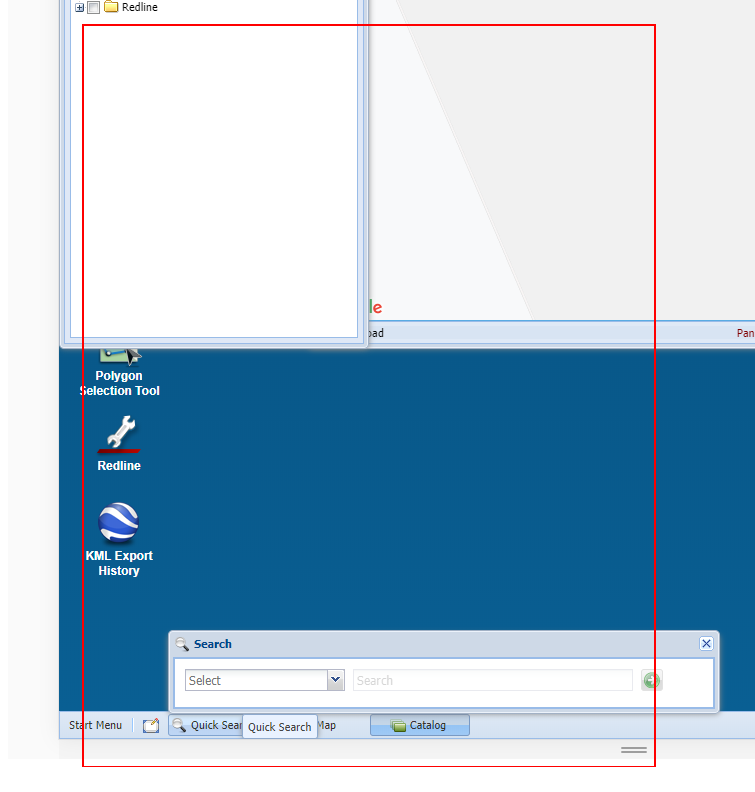 Redline
le
oad
Pan
Polygon
Selection Tool
Redline
KML Export
History
Search
Select
Search
Start Menu
Quick Sear
Quick Search
Map
Catalog